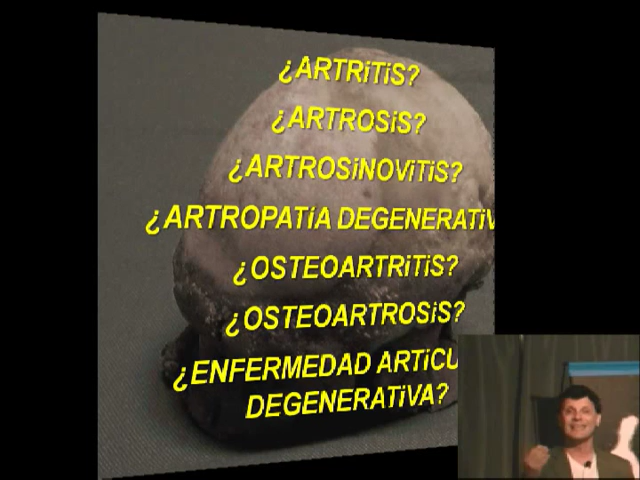 ¿ARTRiTiS?
¿ARTROSiS?
¿ARTROSiNOViTiS?
¿ARTROPATíA DEGENERATiV
¿OSTEOARTRiTiS?
¿OSTEOARTROSiS?
¿ENFERMEDAD ARTiCU
DEGENERATiVA?